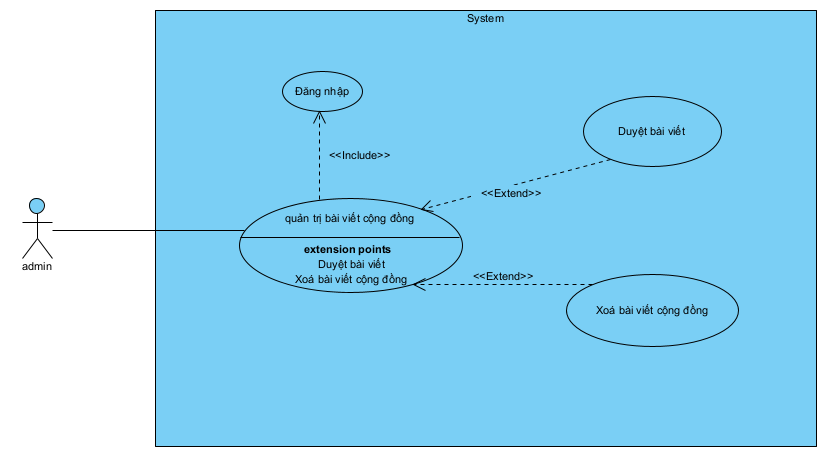 System
Đăng nhập
Duyệt bài viết
<<Include>>
<<Extend>>
quản trị bài viết cộng đồng
extension points
Duyệt bài viết
Xoá bài viết cộng đồng
<<Extend>>
Xoá bài viết cộng đồng
admin